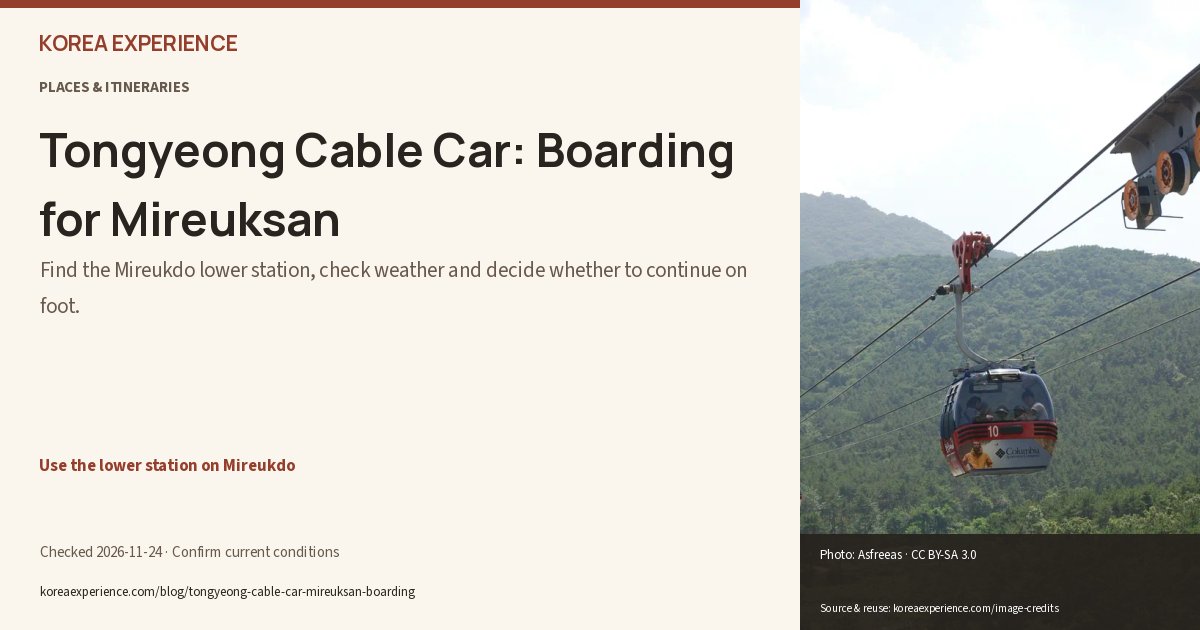 KOREA EXPERIENCE
PLACES & ITINERARIES
Tongyeong Cable Car: Boarding
for Mireuksan
Find the Mireukdo lower station, check weather and decide whether to continue on
foot.
Use the lower station on Mireukdo
Checked 2026-11-24 · Confirm current conditions
koreaexperience.com/blog/tongyeong-cable-car-mireuksan-boarding
10
Columbia
Photo: Asfreeas · CC BY-SA 3.0
Source & reuse: koreaexperience.com/image-credits